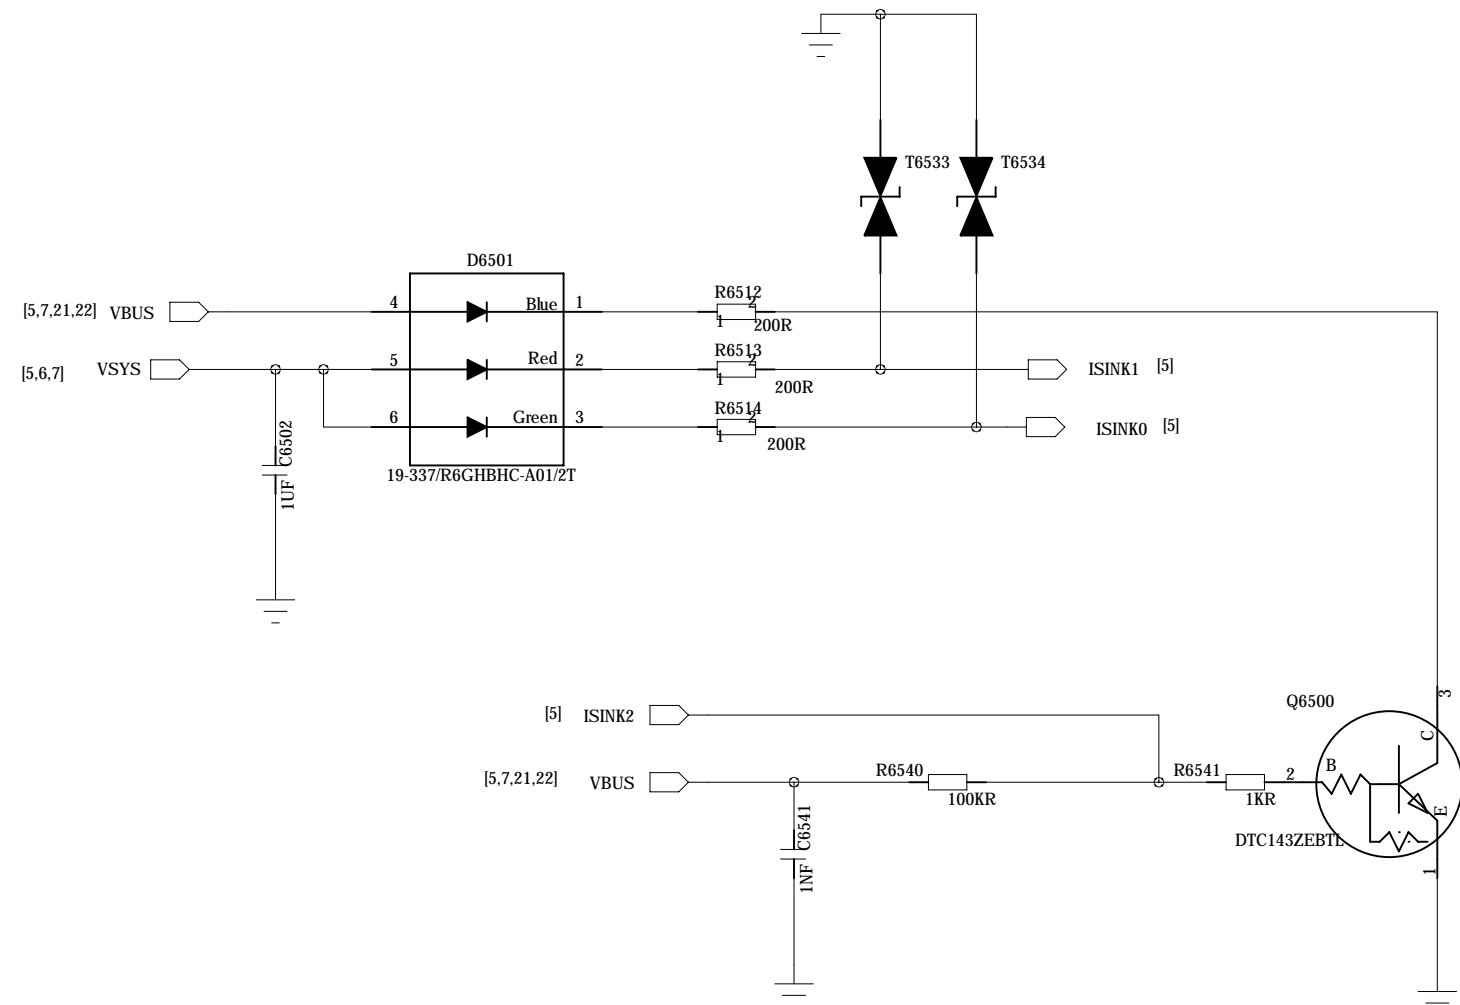 T6533
T6534
D6501
[5,7,21,22]
VBUS
4
Blue
1
R6512
1
2
200R
[5,6,7]
VSYS
5
Red
2
R6513
1
2
200R
ISINK1
[5]
6
Green
3
R6514
1
2
200R
ISINK0
[5]
C6502
1UF
19-337/R6GHBHC-A01/2T
[5]
ISINK2
Q6500
3
C
[5,7,21,22]
VBUS
R6540
100KR
R6541
1KR
2
B
E
DTC143ZEBTL
1
C6541
1NF